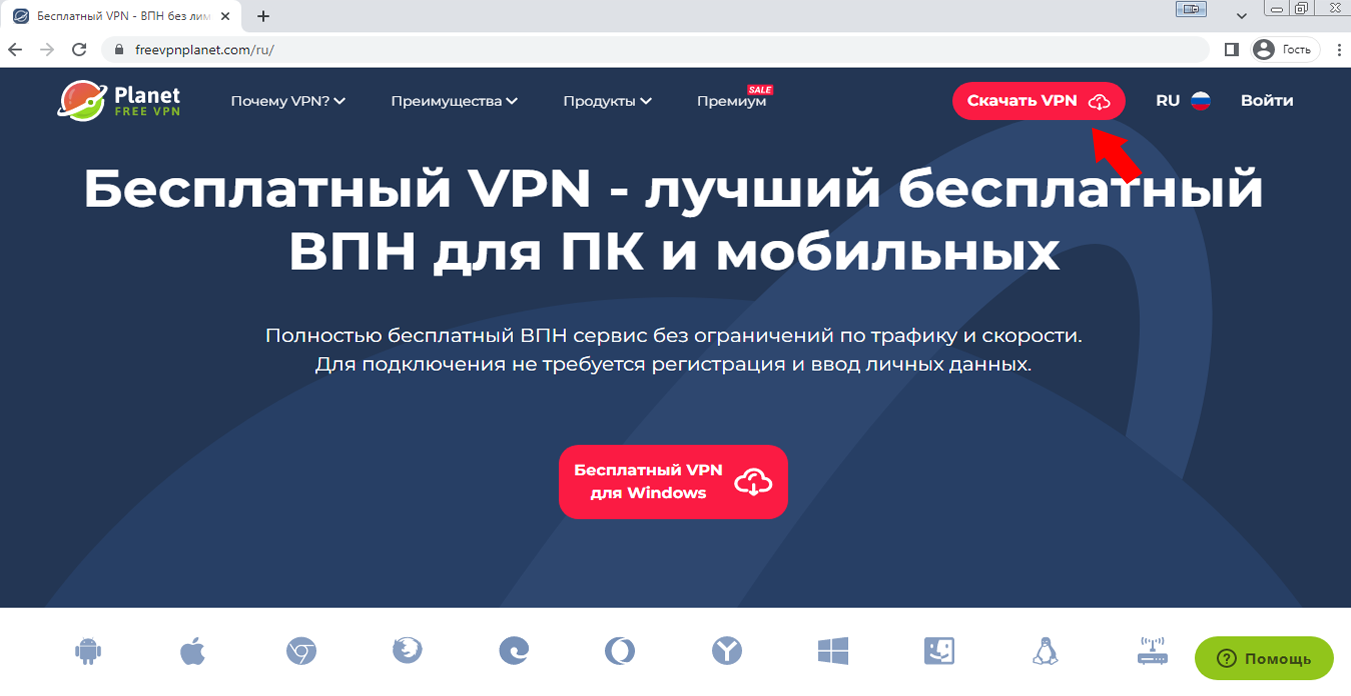 Бесплатный VPN - ВПН без лим
freevpnplanet.com/ru/
Гость
Planet
FREE VPN
Почему VPN?
Преимущества
Продукты
Премиум
SALE
Скачать VPN
RU
Войти
Бесплатный VPN - лучший бесплатный
ВПН для ПК и мобильных
Полностью бесплатный ВПН сервис без ограничений по трафику и скорости.
Для подключения не требуется регистрация и ввод личных данных.
Бесплатный VPN
для Windows
Помощь